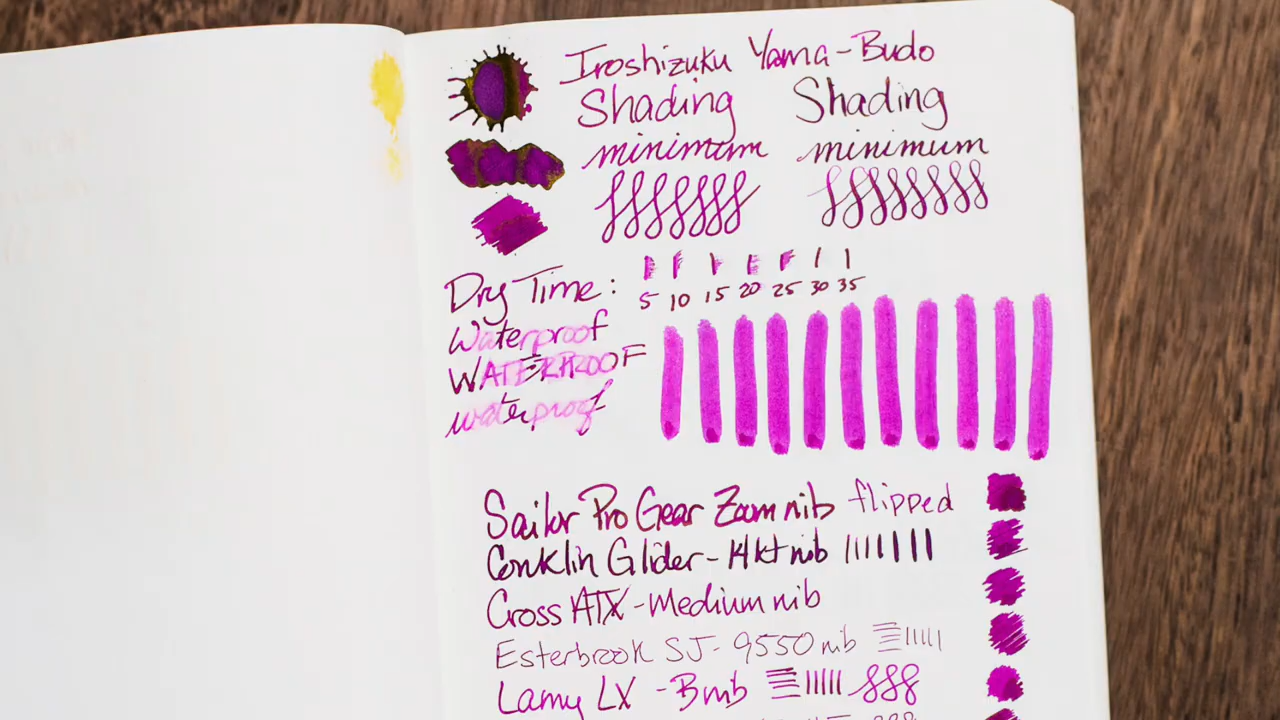 Iroshizuku Yama-Budo
Shading Shading
minimum minimum
Dry Time: 5 10 15 20 25 30 35
Waterproof
WATERPROOF
waterproof
Sailor Pro Gear Zoom nib flipped
Conklin Glider - 14kt nib
Cross ATX - Medium nib
Esterbrook SJ - 9550 nib
Lamy LX - B nib